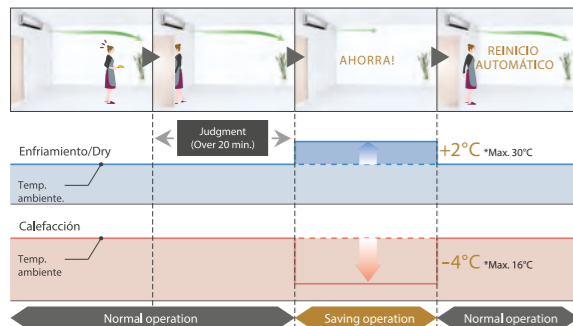 AHORRA!
REINICIO
AUTOMÁTICO
Judgment
(Over 20 min.)
Enfriamiento/Dry
+2°C *Max. 30°C
Temp.
ambiente.
Calefacción
Temp.
ambiente
–4°C *Max. 16°C
Normal operation
Saving operation
Normal operation